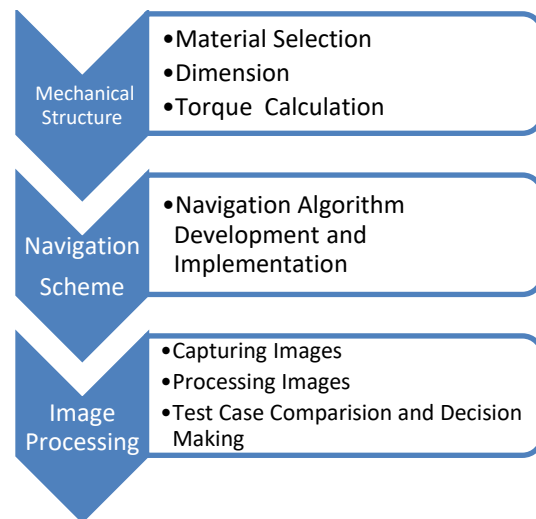 Mechanical
Structure
•Material Selection
•Dimension
•Torque Calculation
Navigation
Scheme
•Navigation Algorithm
Development and
Implementation
Image
Processing
•Capturing Images
•Processing Images
•Test Case Comparision and Decision
Making